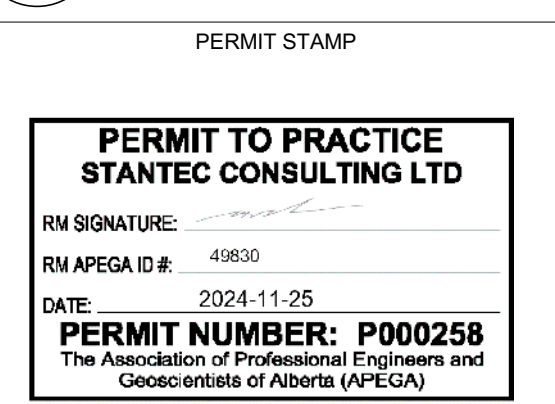 PERMIT STAMP
PERMIT TO PRACTICE
STANTEC CONSULTING LTD
RM SIGNATURE:
RM APEGA ID #: 49830
DATE: 2024-11-25
PERMIT NUMBER: P000258
The Association of Professional Engineers and
Geoscientists of Alberta (APEGA)